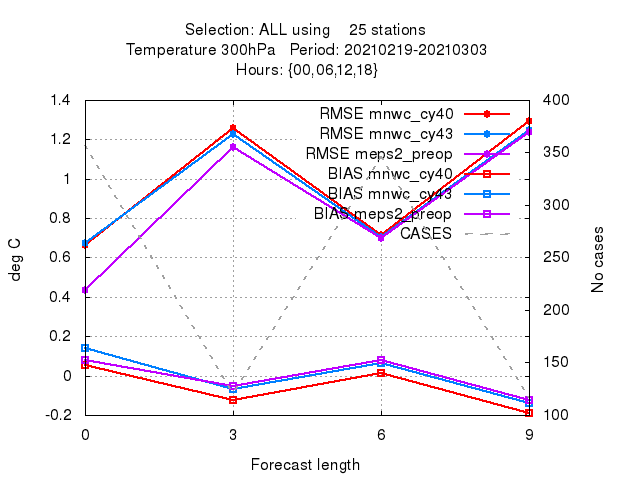 Selection: ALL using    25 stations
Temperature 300hPa   Period: 20210219-20210303
Hours: {00,06,12,18}
1.4
1.2
1
0.8
0.6
0.4
0.2
0
-0.2
deg C
400
350
300
250
200
150
100
No cases
RMSE mnwc_cy40
RMSE mnwc_cy43
RMSE meps2_preop
BIAS mnwc_cy40
BIAS mnwc_cy43
BIAS meps2_preop
CASES
0 3 6 9
Forecast length